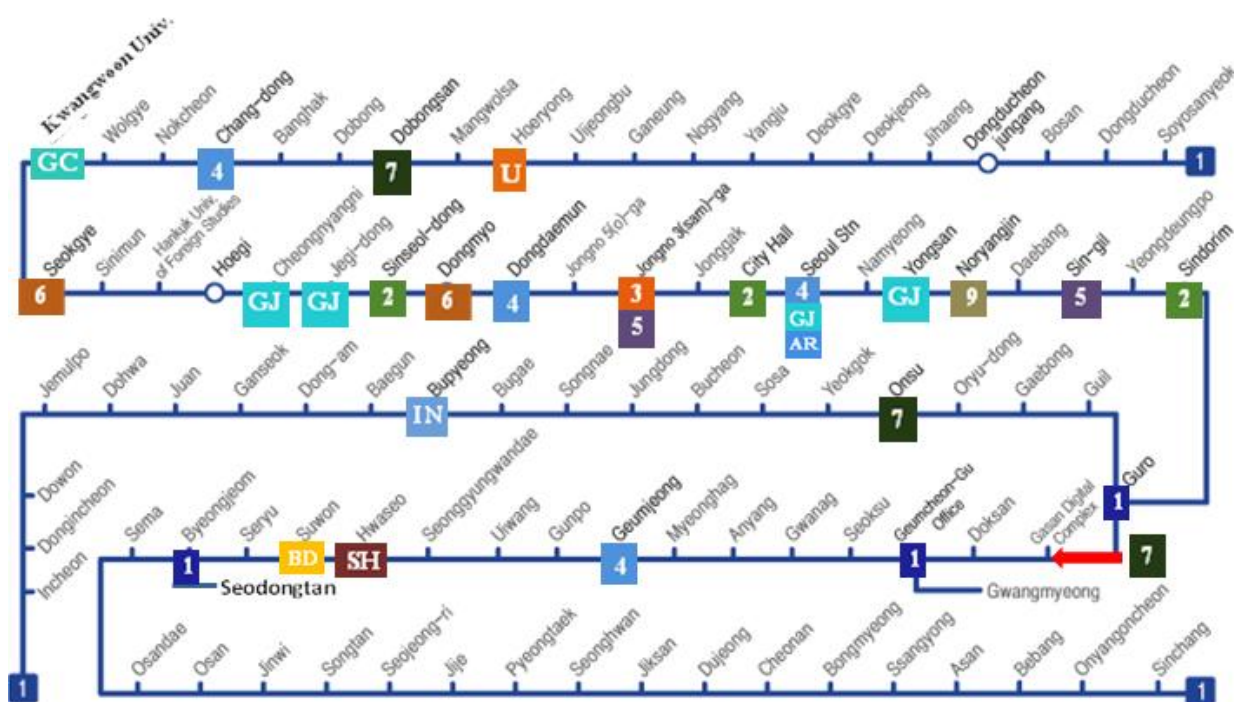 Kwangwoon Univ.
Wolgye
Nokcheon
Chang-dong
Banghak
Dobong
Dobongsan
Mangwolsa
Hoeryong
Uijeongbu
Ganeung
Nogyang
Yangju
Deokgye
Deokjeong
Jihaeng
Dongducheon
jungang
Bosan
Dongducheon
Soyosanyeok
GC
4
7
U
1
Seokgye
Sinimun
Hankuk Univ.
of Foreign Studies
Hoegi
Cheongnyangni
Jegi-dong
Sinseol-dong
Dongmyo
Dongdaemun
Jongno 5(o)-ga
Jongno 3(sam)-ga
Jonggak
City Hall
Seoul Stn
Namyeong
Yongsan
Noryangjin
Daebang
Sin-gil
Yeongdeungpo
Sindorim
6
GJ
GJ
2
6
4
3
5
2
4
GJ
AR
GJ
9
5
2
Jemulpo
Dohwa
Juan
Ganseok
Dong-am
Baegun
Bupyeong
Bugae
Songnae
Jungdong
Bucheon
Sosa
Yeokgok
Onsu
Oryu-dong
Gaebong
Guil
IN
7
Dowon
Dongincheon
Incheon
Sema
Byeongjeom
Seryu
Suwon
Hwaseo
Seonggyungwandae
Uiwang
Gunpo
Geumjeong
Myeonghag
Anyang
Gwanag
Seoksu
Geumcheon-Gu
Office
Doksan
Gasan Digital
Complex
Guro
1
1
BD
SH
4
1
7
Seodongtan
Gwangmyeong
Osandae
Osan
Jinwi
Songtan
Seojeong-ri
Jije
Pyeongtaek
Seonghwan
Jiksan
Dujeong
Cheonan
Bongmyeong
Ssangyong
Asan
Bebang
Onyangoncheon
Sinchang
1
1